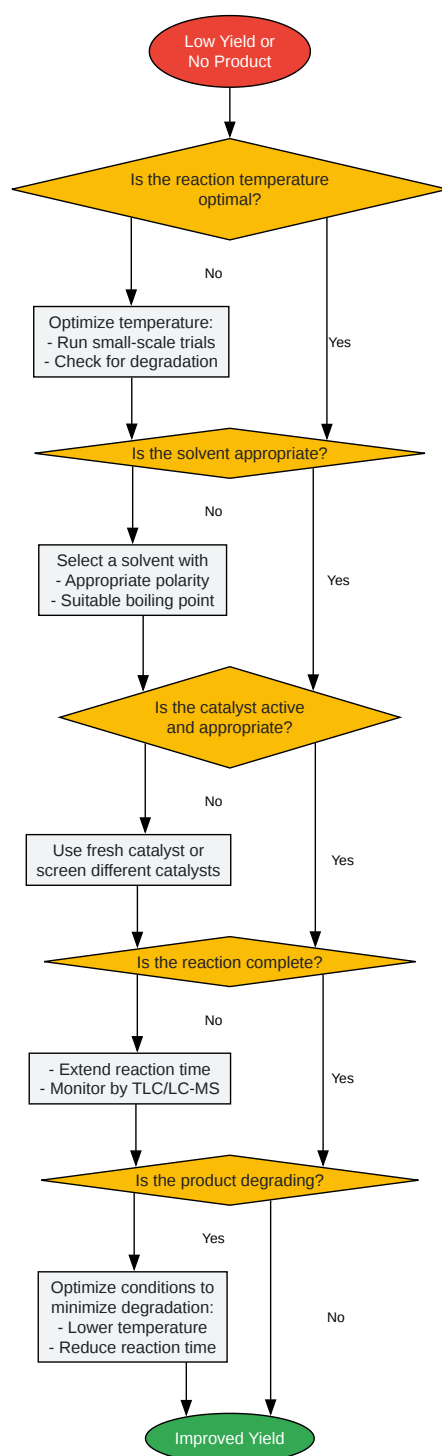 Low Yield or
No Product
Is the reaction temperature
optimal?
No
Optimize temperature:
- Run small-scale trials
- Check for degradation
Yes
Is the solvent appropriate?
No
Select a solvent with
- Appropriate polarity
- Suitable boiling point
Yes
Is the catalyst active
and appropriate?
No
Use fresh catalyst or
screen different catalysts
Yes
Is the reaction complete?
No
- Extend reaction time
- Monitor by TLC/LC-MS
Yes
Is the product degrading?
Yes
Optimize conditions to
minimize degradation:
- Lower temperature
- Reduce reaction time
No
Improved Yield